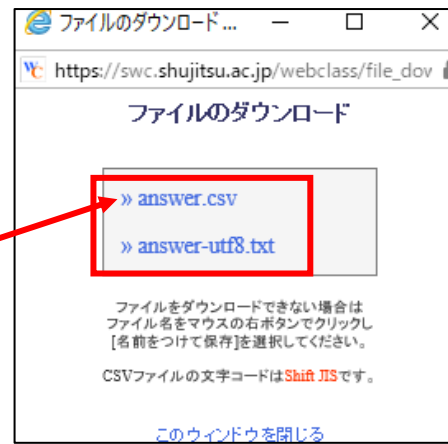 ファイルのダウンロード ...
https://swc.shujitsu.ac.jp/webclass/file_dov
ファイルのダウンロード
» answer.csv
» answer-utf8.txt
ファイルをダウンロードできない場合は
ファイル名をマウスの右ボタンでクリックし
[名前をつけて保存]を選択してください。
CSVファイルの文字コードはShift JISです。
このウィンドウを閉じる